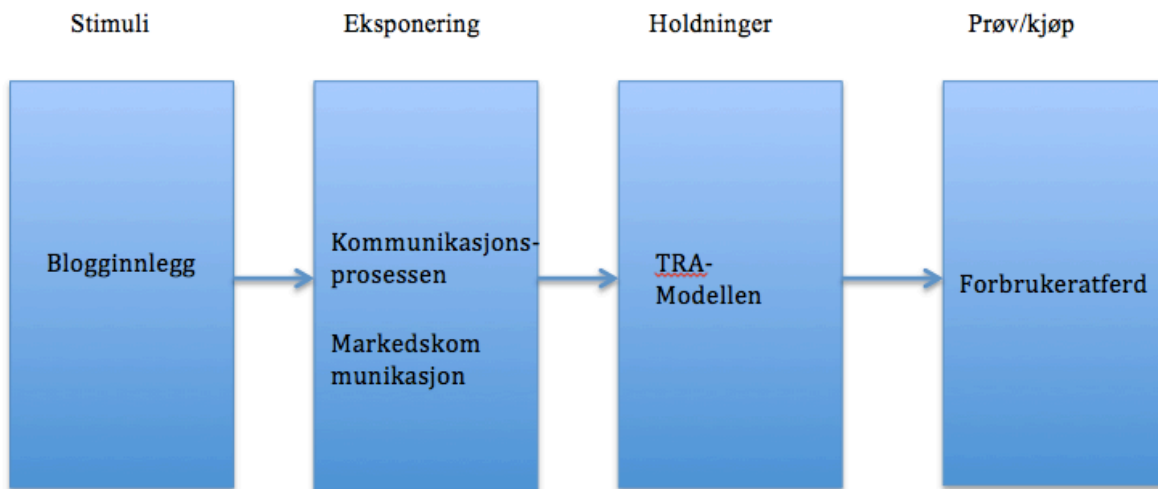 Stimuli
Eksponering
Holdninger
Prøv/kjøp
Blogginnlegg
Kommunikasjons-
prosessen
Markedskom
munikasjon
TRA-
Modellen
Forbrukeratferd